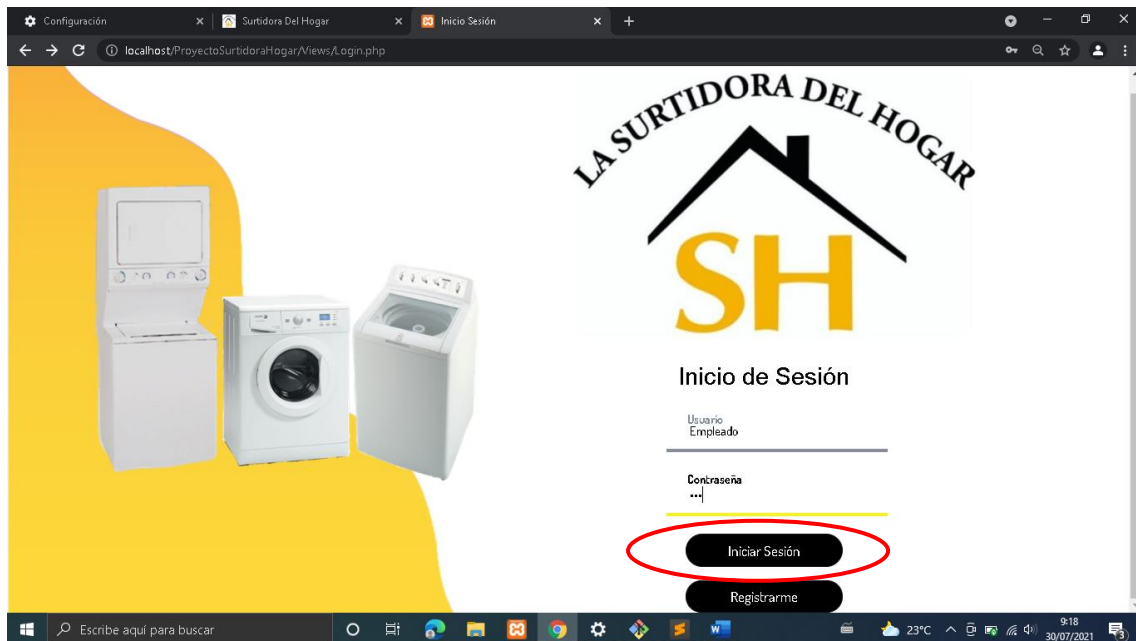 Configuración
Surtidora Del Hogar
Inicio Sesión
localhost/ProyectoSurtidoraHogar/Views/Login.php
LA SURTIDORA DEL HOGAR
SH
Inicio de Sesión
Usuario
Empleado
Contraseña
Iniciar Sesión
Registrarme
Escribe aquí para buscar
23°C
9:18
30/07/2021